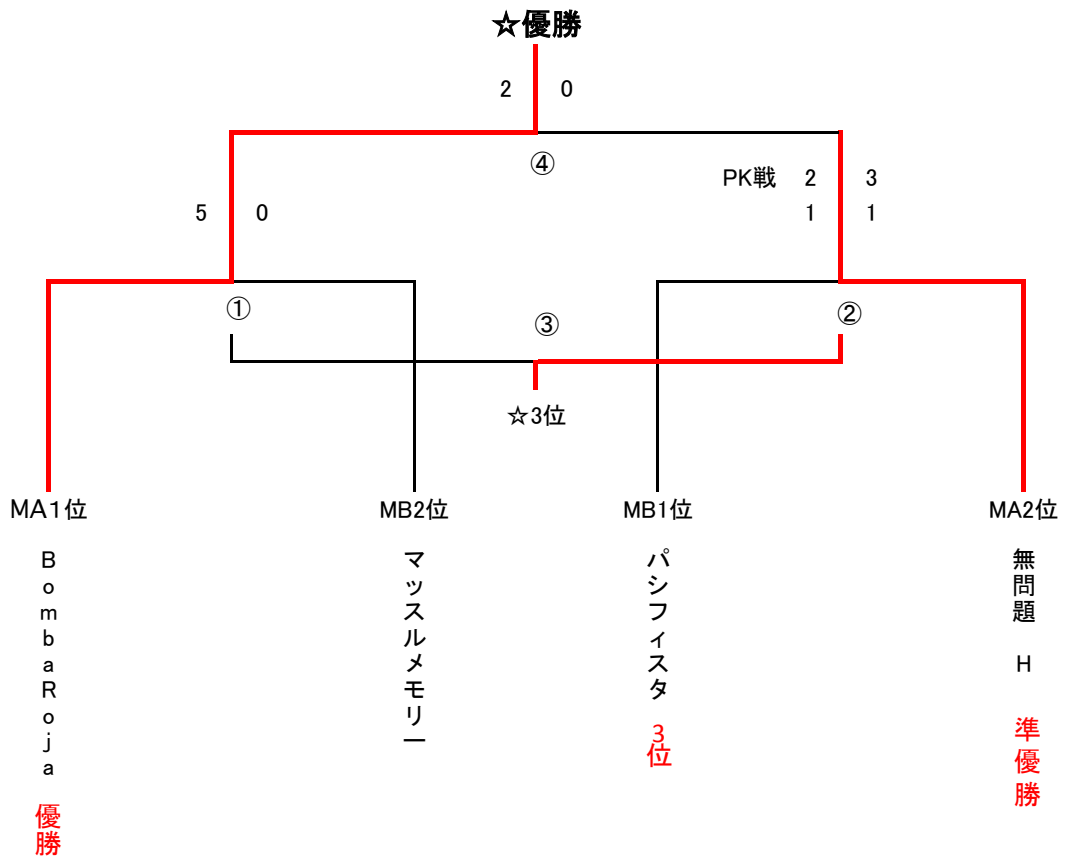 ☆優勝
2 0
④
PK戦 2 3
5 0
1 1
①
②
③
☆3位
MA1位
MB2位
MB1位
MA2位
BombaRoja 優勝
マッスルメモリー
パシフィスタ 3位
無問題 H 準優勝